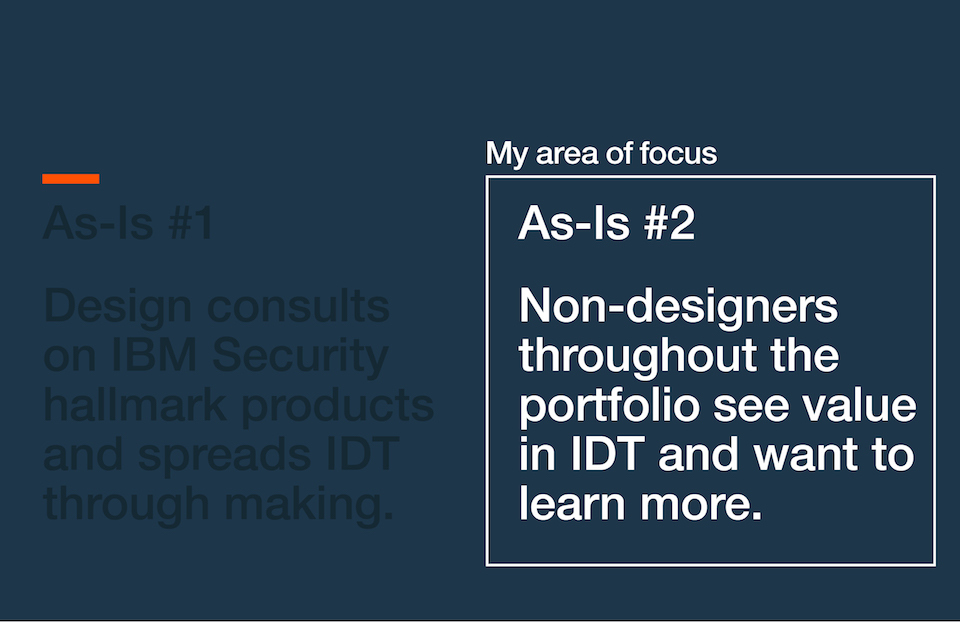 As-Is #1
Design consults
on IBM Security
hallmark products
and spreads IDT
through making.
My area of focus
As-Is #2
Non-designers
throughout the
portfolio see value
in IDT and want to
learn more.